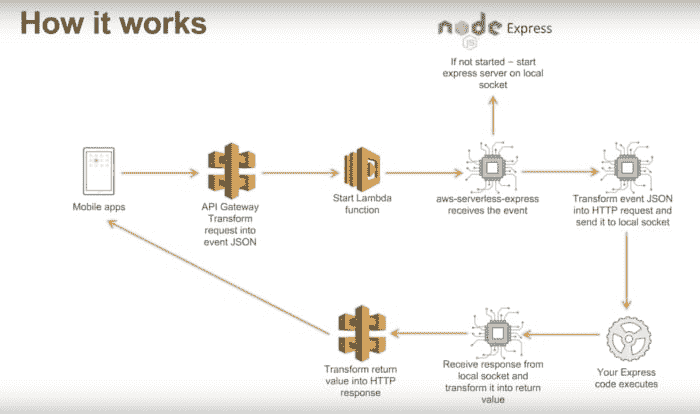 How it works
node Express
JS
If not started – start
express server on local
socket
Mobile apps
API Gateway
Transform
request into
event JSON
Start Lambda
function
aws-serverless-express
receives the event
Transform event JSON
into HTTP request and
send it to local socket
Transform return
value into HTTP
response
Receive response from
local socket and
transform it into return
value
Your Express
code executes